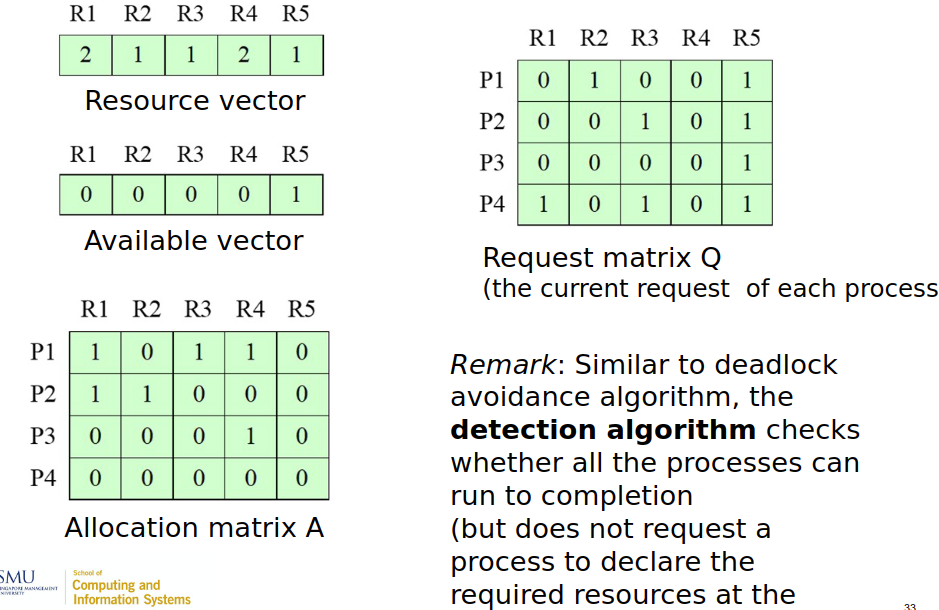 R1 R2 R3 R4 R5
2 1 1 2 1
Resource vector
R1 R2 R3 R4 R5
0 0 0 0 1
Available vector
R1 R2 R3 R4 R5
P1 1 0 1 1 0
P2 1 1 0 0 0
P3 0 0 0 1 0
P4 0 0 0 0 0
Allocation matrix A
R1 R2 R3 R4 R5
P1 0 1 0 0 1
P2 0 0 1 0 1
P3 0 0 0 0 1
P4 1 0 1 0 1
Request matrix Q
(the current request of each process
Remark: Similar to deadlock
avoidance algorithm, the
detection algorithm checks
whether all the processes can
run to completion
(but does not request a
process to declare the
required resources at the
SMU
School of
Computing and
Information Systems
33